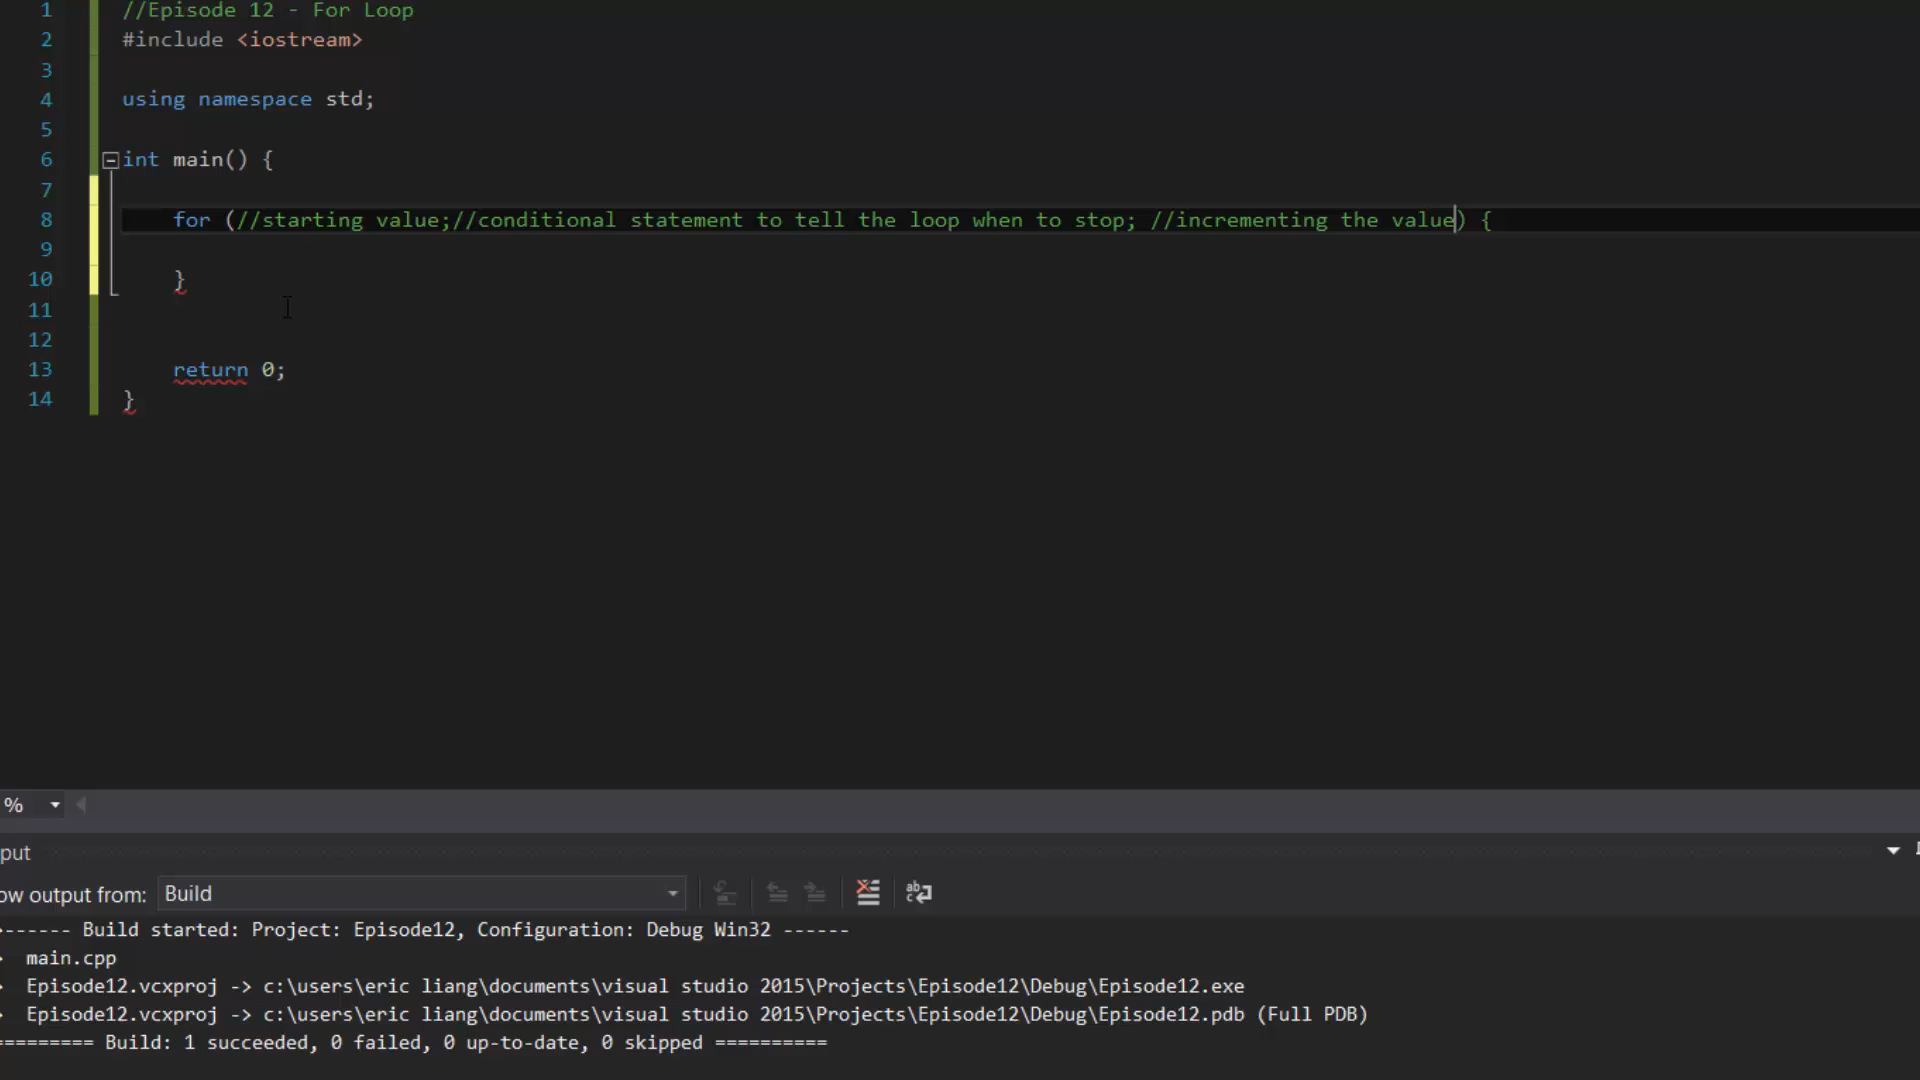 1 //Episode 12 - For Loop
2 #include <iostream>
3
4 using namespace std;
5
6 int main() {
7
8 for (//starting value;//conditional statement to tell the loop when to stop; //incrementing the value) {
9
10 }
11
12
13 return 0;
14 }
%
put
ow output from: Build
------ Build started: Project: Episode12, Configuration: Debug Win32 ------
main.cpp
Episode12.vcxproj -> c:\users\eric liang\documents\visual studio 2015\Projects\Episode12\Debug\Episode12.exe
Episode12.vcxproj -> c:\users\eric liang\documents\visual studio 2015\Projects\Episode12\Debug\Episode12.pdb (Full PDB)
========= Build: 1 succeeded, 0 failed, 0 up-to-date, 0 skipped ==========